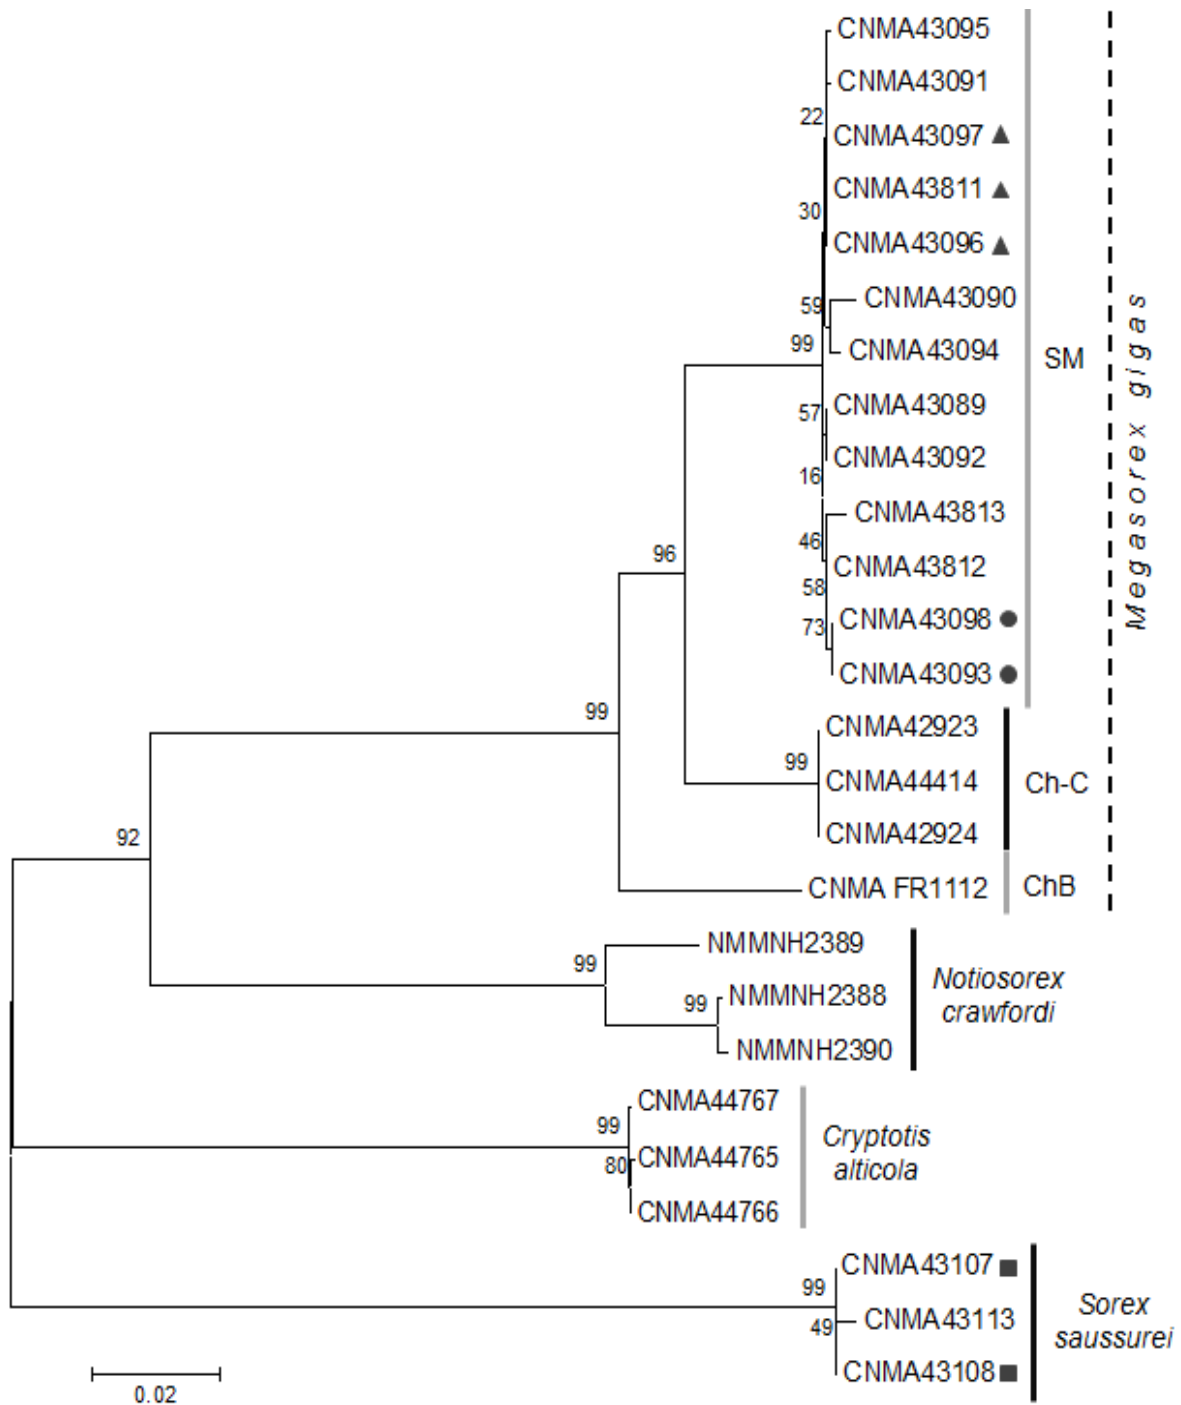 CNMA43095
CNMA43091
22
CNMA43097
CNMA43811
30
CNMA43096
CNMA43090
59
99
CNMA43094
SM
Megasorex gigas
57
CNMA43089
CNMA43092
16
CNMA43813
46
96
CNMA43812
58
CNMA43098
73
CNMA43093
99
CNMA42923
99
CNMA44414
Ch-C
CNMA42924
92
CNMA FR1112
ChB
NMMNH2389
99
NMMNH2388
99
NMMNH2390
Notiosorex
crawfordi
CNMA44767
99
CNMA44765
80
CNMA44766
Cryptotis
alticola
CNMA43107
99
CNMA43113
49
CNMA43108
Sorex
saussurei
0.02